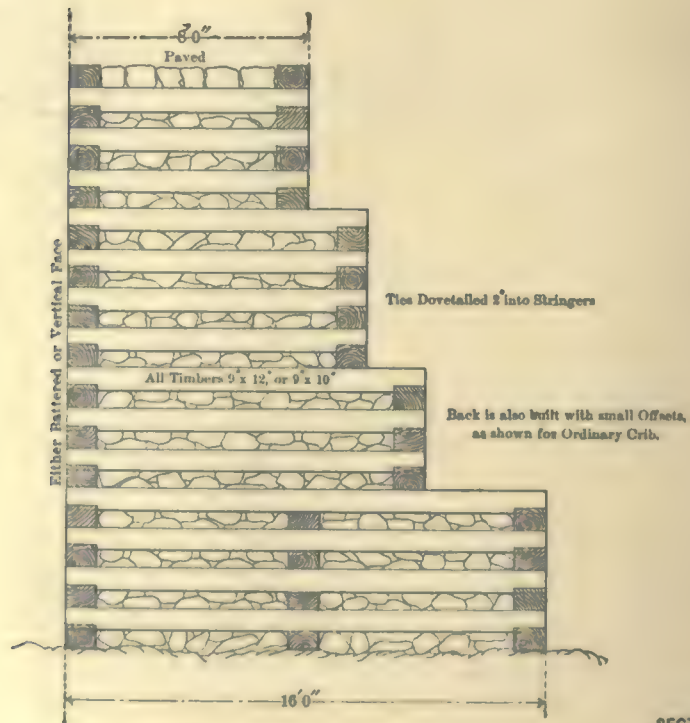 8'0"
Paved
Either Battered or Vertical Face
Ties Dovetailed 2" into Stringers
All Timbers 9" x 12," or 9" x 10"
Back is also built with small Offsets,
as shown for Ordinary Crib.
16'0"